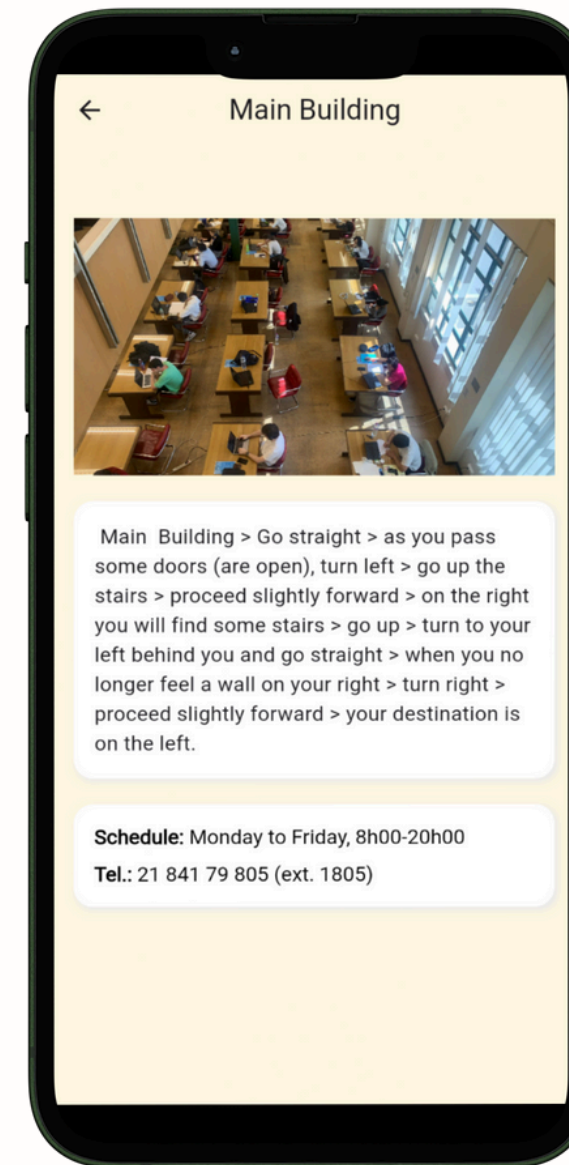 Main Building
Main Building > Go straight > as you pass
some doors (are open), turn left > go up the
stairs > proceed slightly forward > on the right
you will find some stairs > go up > turn to your
left behind you and go straight > when you no
longer feel a wall on your right > turn right >
proceed slightly forward > your destination is
on the left.
Schedule: Monday to Friday, 8h00-20h00
Tel.: 21 841 79 805 (ext. 1805)